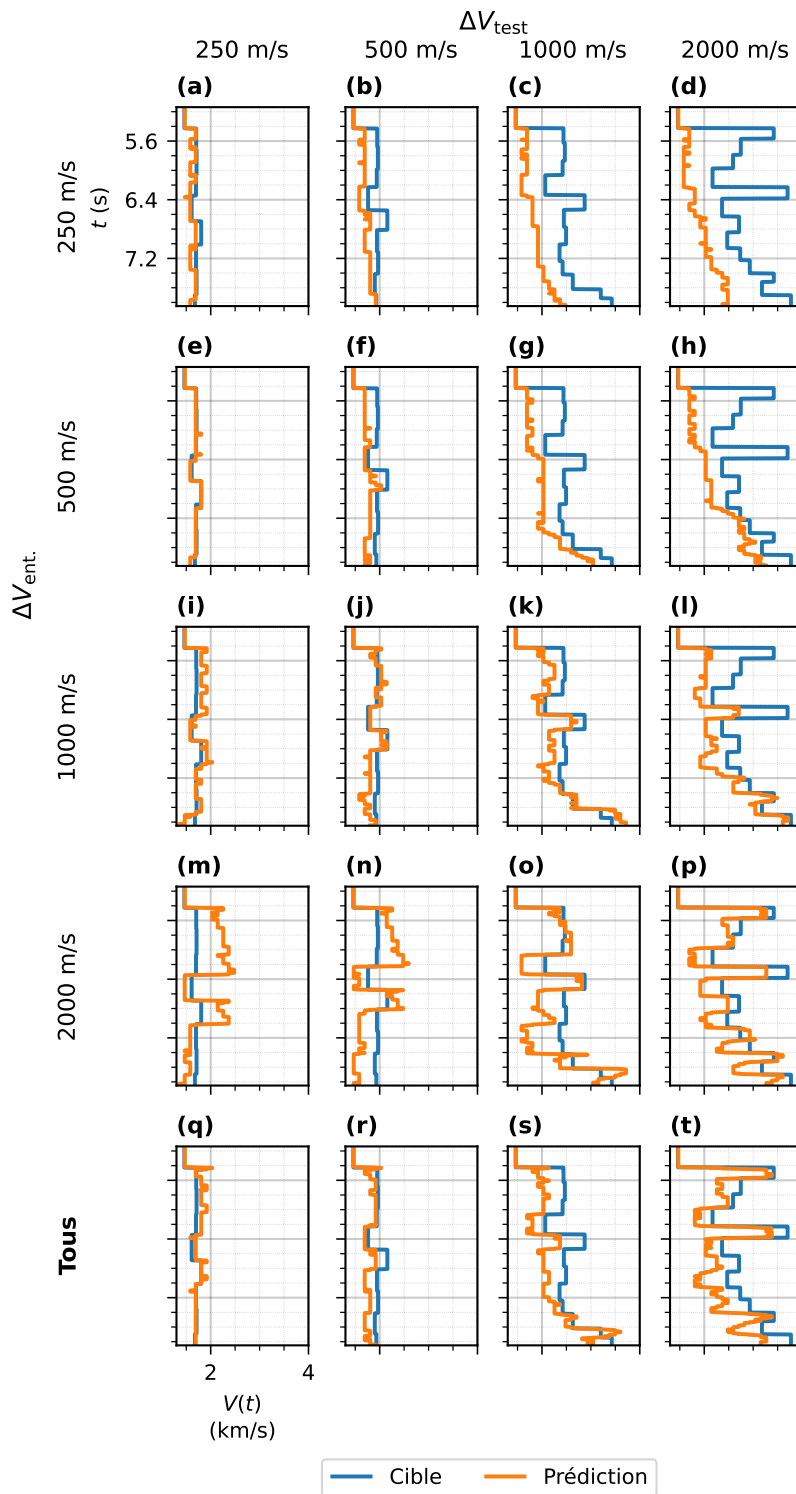 ΔV_test
250 m/s 500 m/s 1000 m/s 2000 m/s
(a) (b) (c) (d)
250 m/s
t (s)
5.6
6.4
7.2
(e) (f) (g) (h)
500 m/s
ΔV_ent.
(i) (j) (k) (l)
1000 m/s
(m) (n) (o) (p)
2000 m/s
(q) (r) (s) (t)
Tous
2 4
V(t)
(km/s)
Cible Prédiction